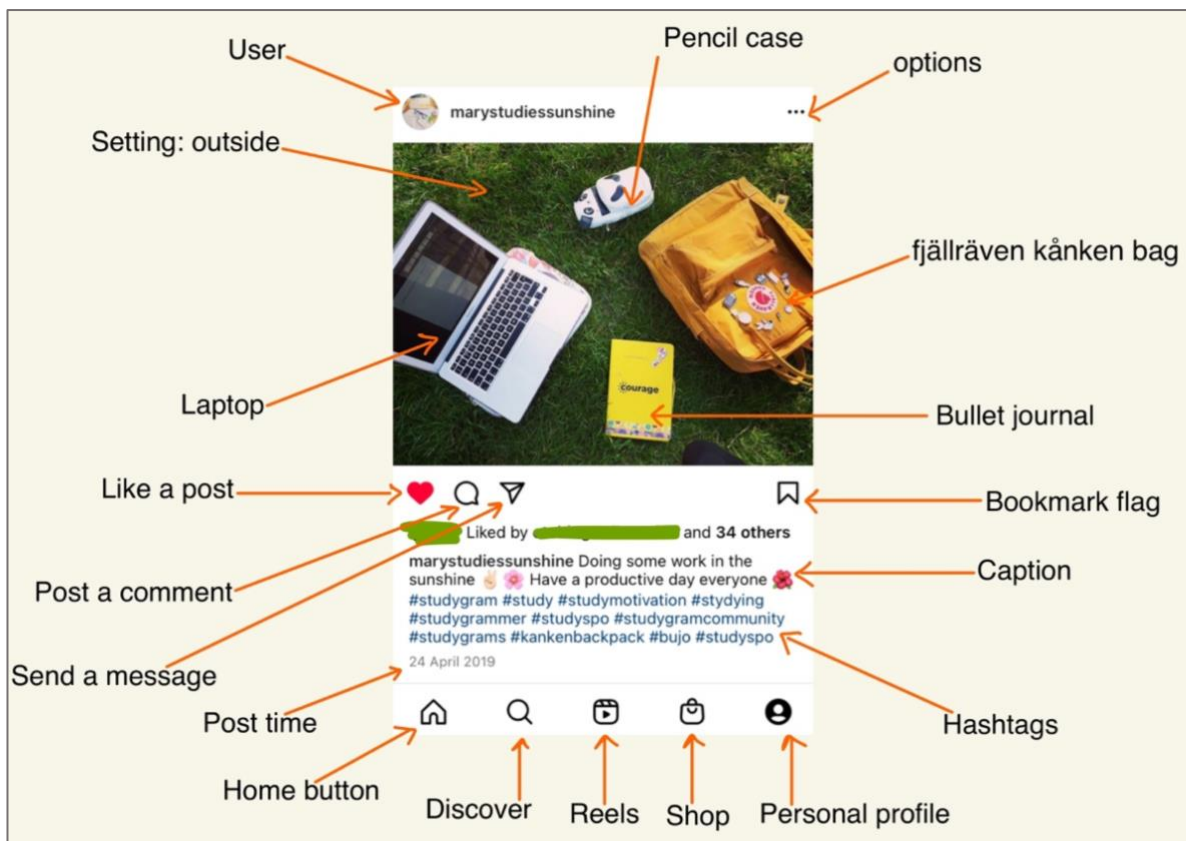 User
Pencil case
options
marystudiessunshine
Setting: outside
fjällräven kånken bag
courage
Laptop
Bullet journal
Like a post
Bookmark flag
Liked by and 34 others
marystudiessunshine Doing some work in the
sunshine ✌🏻 🌸 Have a productive day everyone 🌺
Caption
Post a comment
#studygram #study #studymotivation #stydying
#studygrammer #studyspo #studygramcommunity
#studygrams #kankenbackpack #bujo #studyspo
24 April 2019
Send a message
Post time
Hashtags
Home button
Discover
Reels
Shop
Personal profile